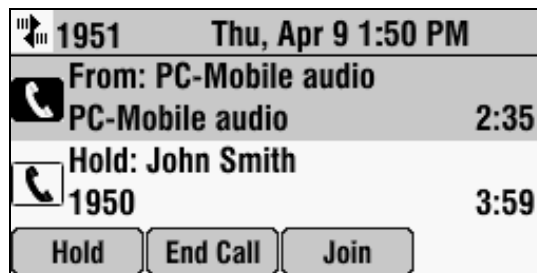 1951 Thu, Apr 9 1:50 PM
From: PC-Mobile audio
PC-Mobile audio 2:35
Hold: John Smith
1950 3:59
Hold End Call Join